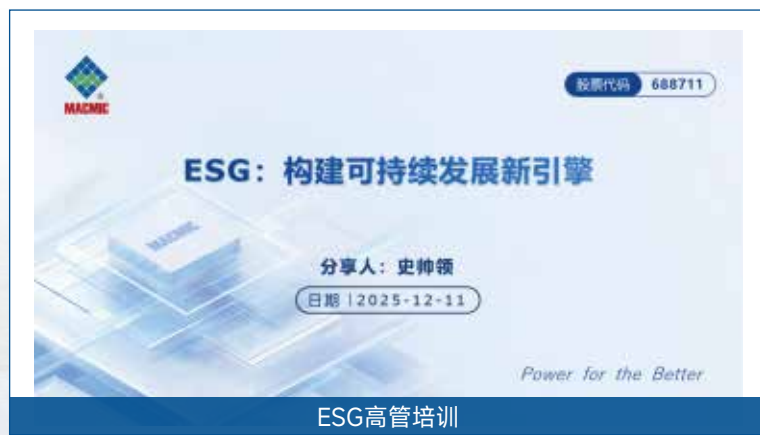 MACMIC
股票代码 688711
ESG：构建可持续发展新引擎
MACMIC
分享人：史帅领
日期 | 2025-12-11
Power for the Better
ESG高管培训